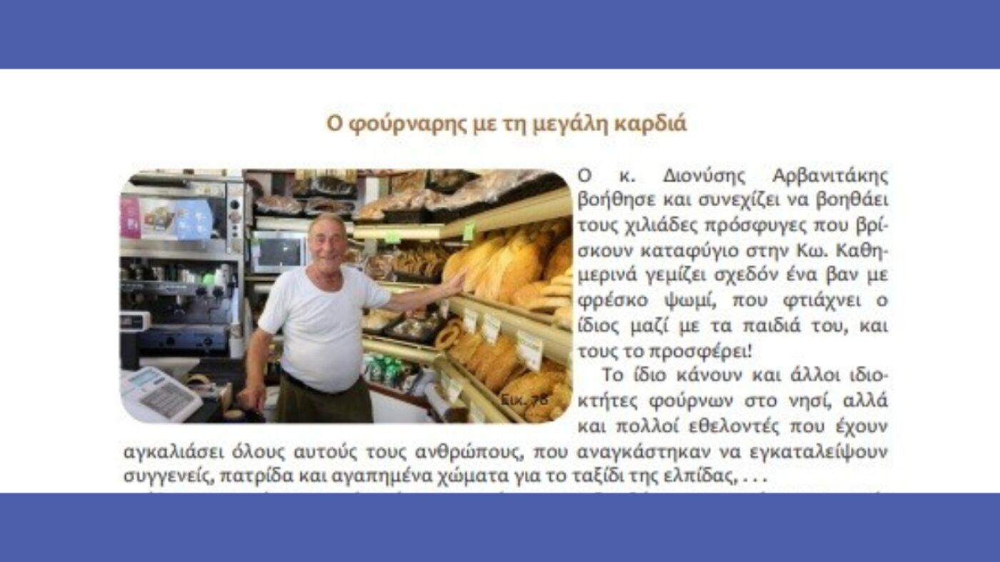 Ο φούρναρης με τη μεγάλη καρδιά
Ο κ. Διονύσης Αρβανιτάκης
βοήθησε και συνεχίζει να βοηθάει
τους χιλιάδες πρόσφυγες που βρί-
σκουν καταφύγιο στην Κω. Καθη-
μερινά γεμίζει σχεδόν ένα βαν με
φρέσκο ψωμί, που φτιάχνει ο
ίδιος μαζί με τα παιδιά του, και
τους το προσφέρει!
Το ίδιο κάνουν και άλλοι ιδιο-
κτήτες φούρνων στο νησί, αλλά
και πολλοί εθελοντές που έχουν
αγκαλιάσει όλους αυτούς τους ανθρώπους, που αναγκάστηκαν να εγκαταλείψουν
συγγενείς, πατρίδα και αγαπημένα χώματα για το ταξίδι της ελπίδας, . . .
Εικ. 78